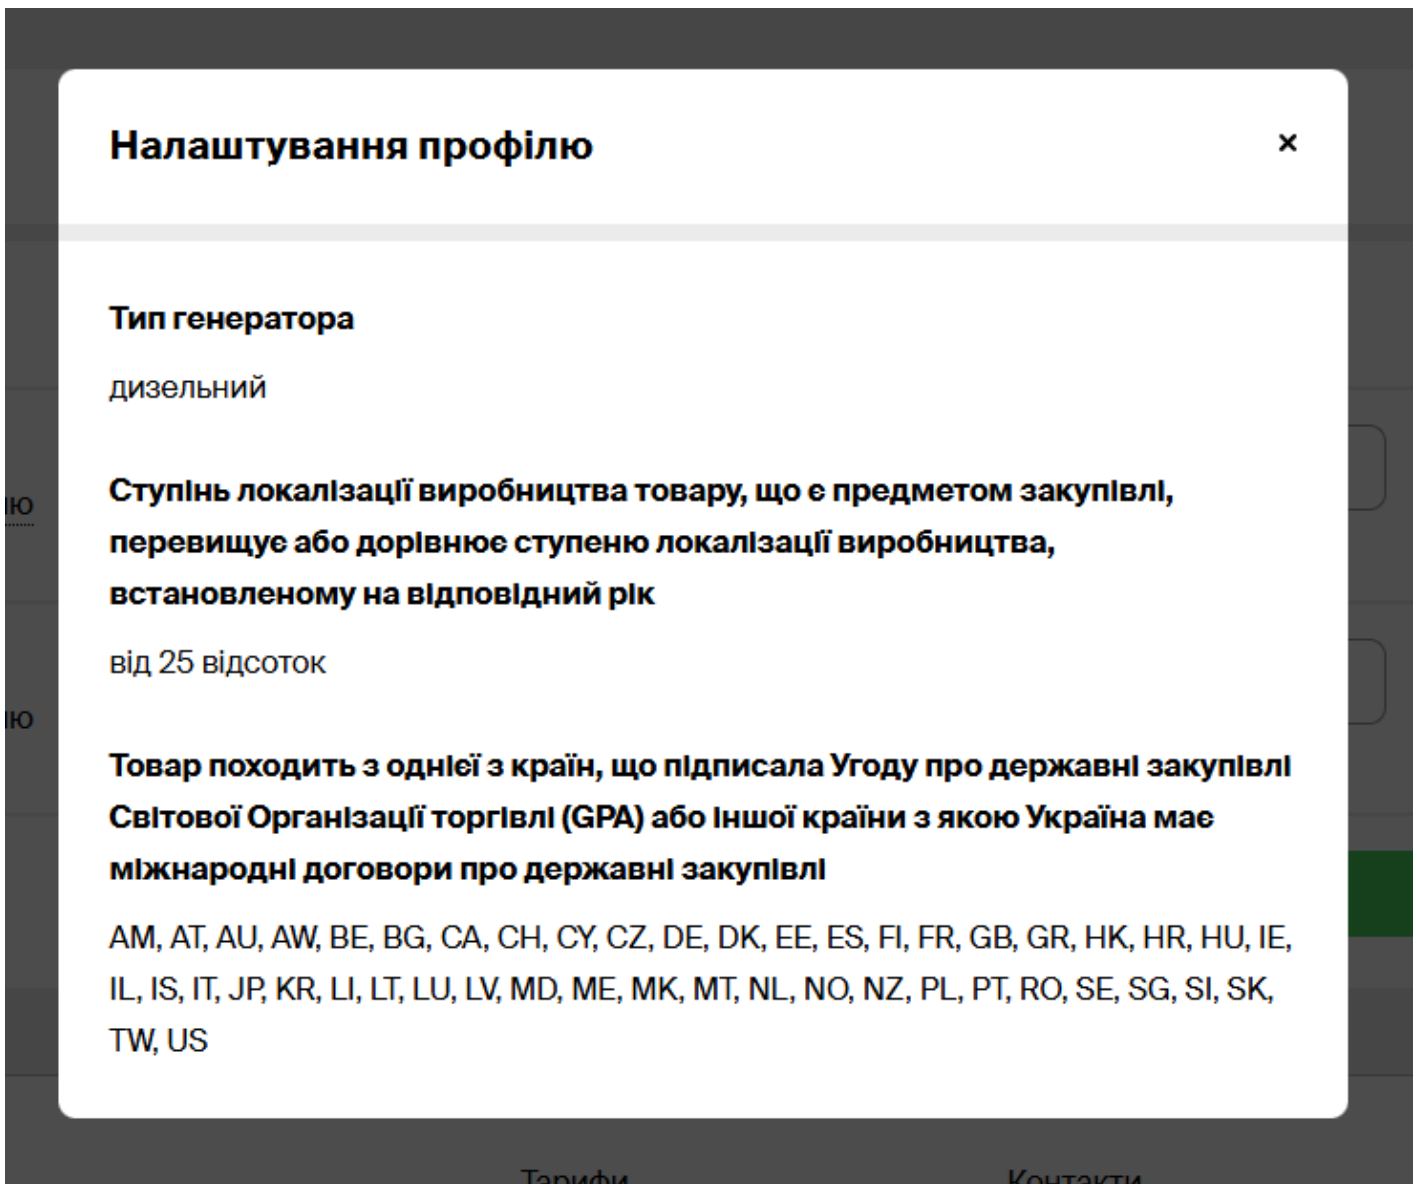 Налаштування профілю
×
Тип генератора
дизельний
Ступінь локалізації виробництва товару, що є предметом закупівлі,
перевищує або дорівнює ступеню локалізації виробництва,
встановленому на відповідний рік
від 25 відсоток
ію
ію
Товар походить з однієї з країн, що підписала Угоду про державні закупівлі
Світової Організації торгівлі (GPA) або іншої країни з якою Україна має
міжнародні договори про державні закупівлі
AM, AT, AU, AW, BE, BG, CA, CH, CY, CZ, DE, DK, EE, ES, FI, FR, GB, GR, HK, HR, HU, IE,
IL, IS, IT, JP, KR, LI, LT, LU, LV, MD, ME, MK, MT, NL, NO, NZ, PL, PT, RO, SE, SG, SI, SK,
TW, US
Тарифи
Контакти